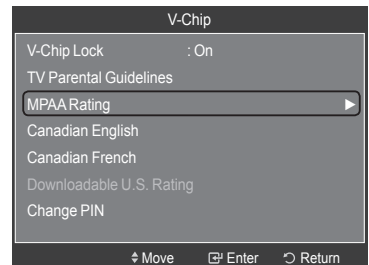 V-Chip
V-Chip Lock : On
TV Parental Guidelines
MPAA Rating
Canadian English
Canadian French
Downloadable U.S. Rating
Change PIN
Move Enter Return